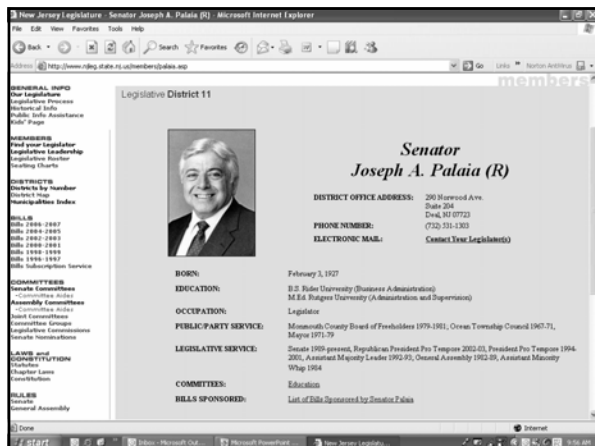 New Jersey Legislature - Senator Joseph A. Palaia (R) - Microsoft Internet Explorer
File Edit View Favorites Tools Help
Back Search Favorites
Address http://www.njleg.state.nj.us/members/palaia.asp Go Links Norton AntiVirus
members
GENERAL INFO
Our Legislature
Legislative Process
Historical Info
Public Info Assistance
Kids' Page
MEMBERS
Find your Legislator
Legislative Leadership
Legislative Roster
Seating Charts
DISTRICTS
Districts by Number
District Map
Municipalities Index
BILLS
Bills 2006-2007
Bills 2004-2005
Bills 2002-2003
Bills 2000-2001
Bills 1998-1999
Bills 1996-1997
Bills Subscription Service
COMMITTEES
Senate Committees
-Committee Aides
Assembly Committees
-Committee Aides
Joint Committees
Committee Groups
Legislative Commissions
Senate Nominations
LAWS and
CONSTITUTION
Statutes
Chapter Laws
Constitution
RULES
Senate
General Assembly
Legislative District 11
Senator
Joseph A. Palaia (R)
DISTRICT OFFICE ADDRESS: 290 Norwood Ave.
Suite 204
Deal, NJ 07723
PHONE NUMBER: (732) 531-1303
ELECTRONIC MAIL: Contact Your Legislator(s)
BORN: February 3, 1927
EDUCATION: B.S. Rider University (Business Administration)
M.Ed. Rutgers University (Administration and Supervision)
OCCUPATION: Legislator
PUBLIC/PARTY SERVICE: Monmouth County Board of Freeholders 1979-1981; Ocean Township Council 1967-71,
Mayor 1971-79
LEGISLATIVE SERVICE: Senate 1989-present, Republican President Pro Tempore 2002-03, President Pro Tempore 1994-
2001, Assistant Majority Leader 1992-93; General Assembly 1982-89, Assistant Minority
Whip 1984
COMMITTEES: Education
BILLS SPONSORED: List of Bills Sponsored by Senator Palaia
Done Internet
start Inbox - Microsoft Out... Microsoft PowerPoint ... New Jersey Legislatu... 9:56 AM